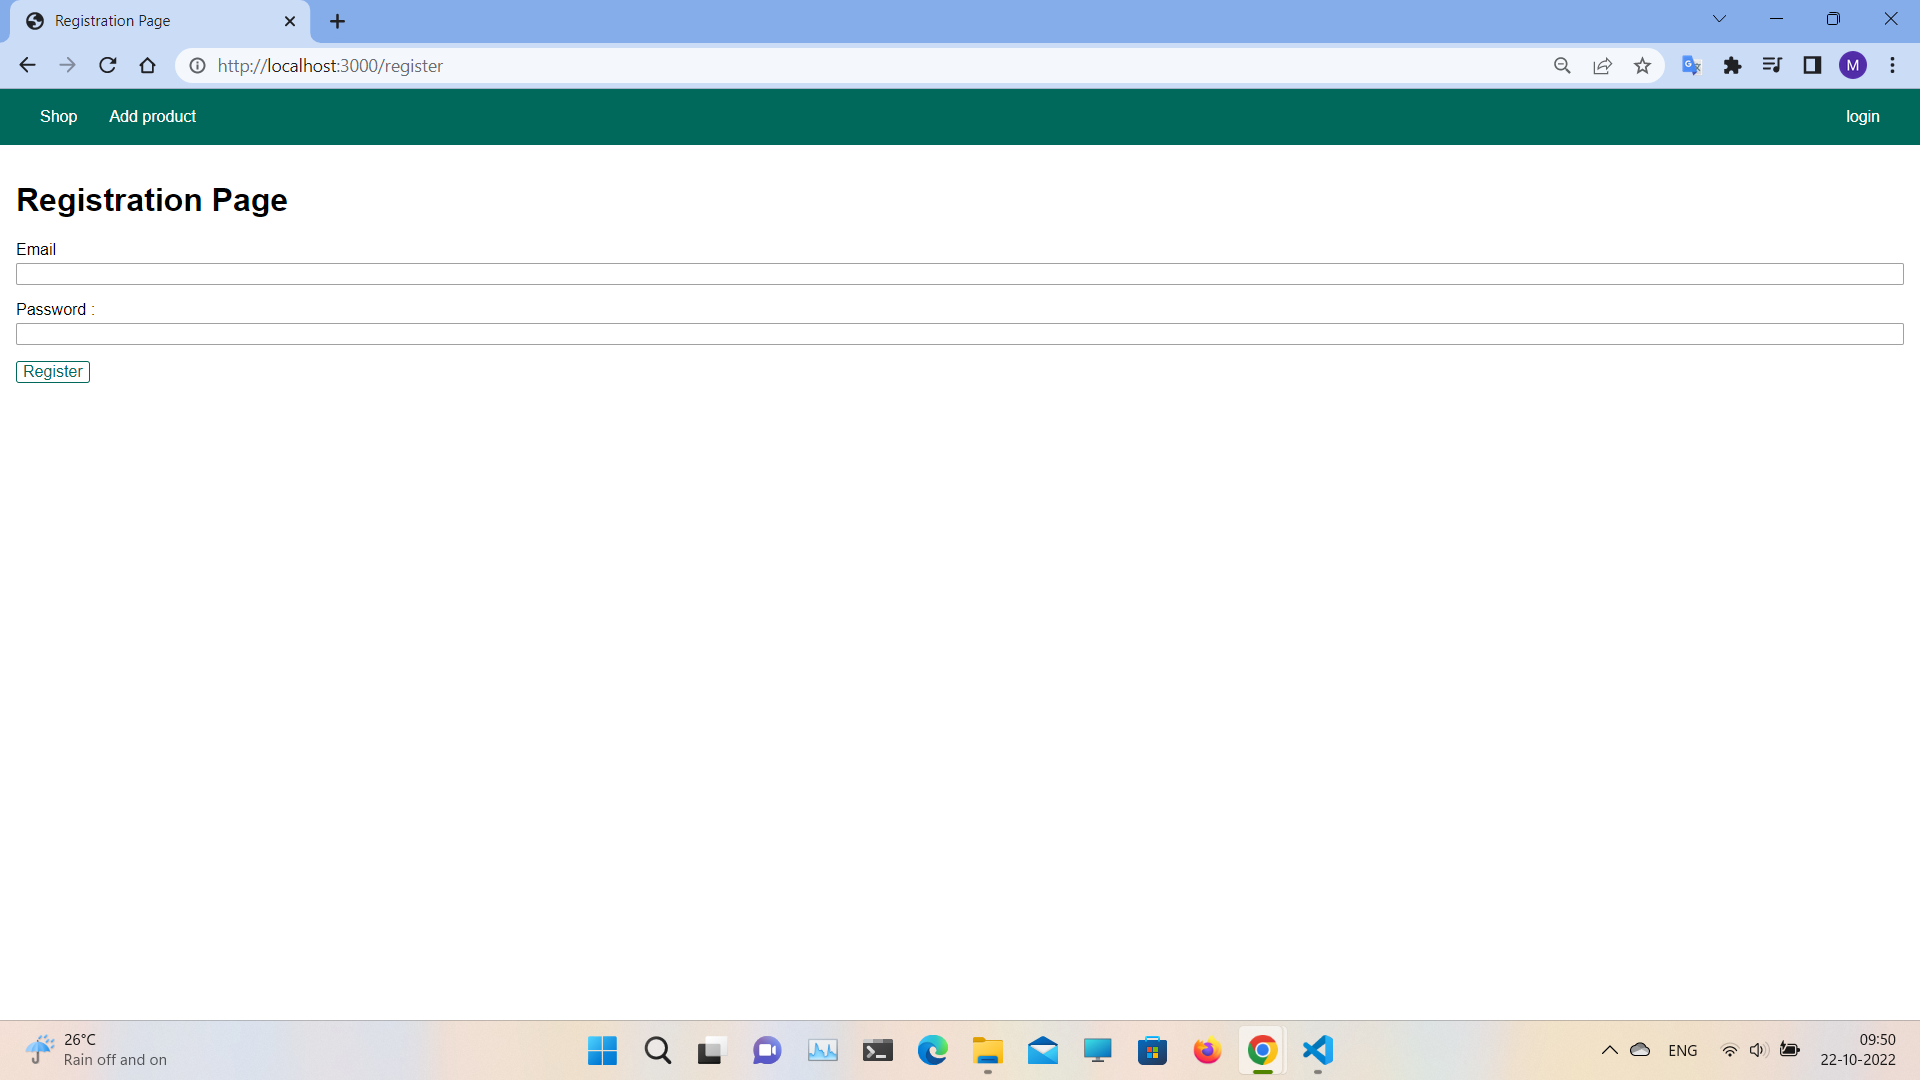 Registration Page
http://localhost:3000/register
M
Shop Add product login
Registration Page
Email
Password :
Register
26°C
Rain off and on
ENG
09:50
22-10-2022